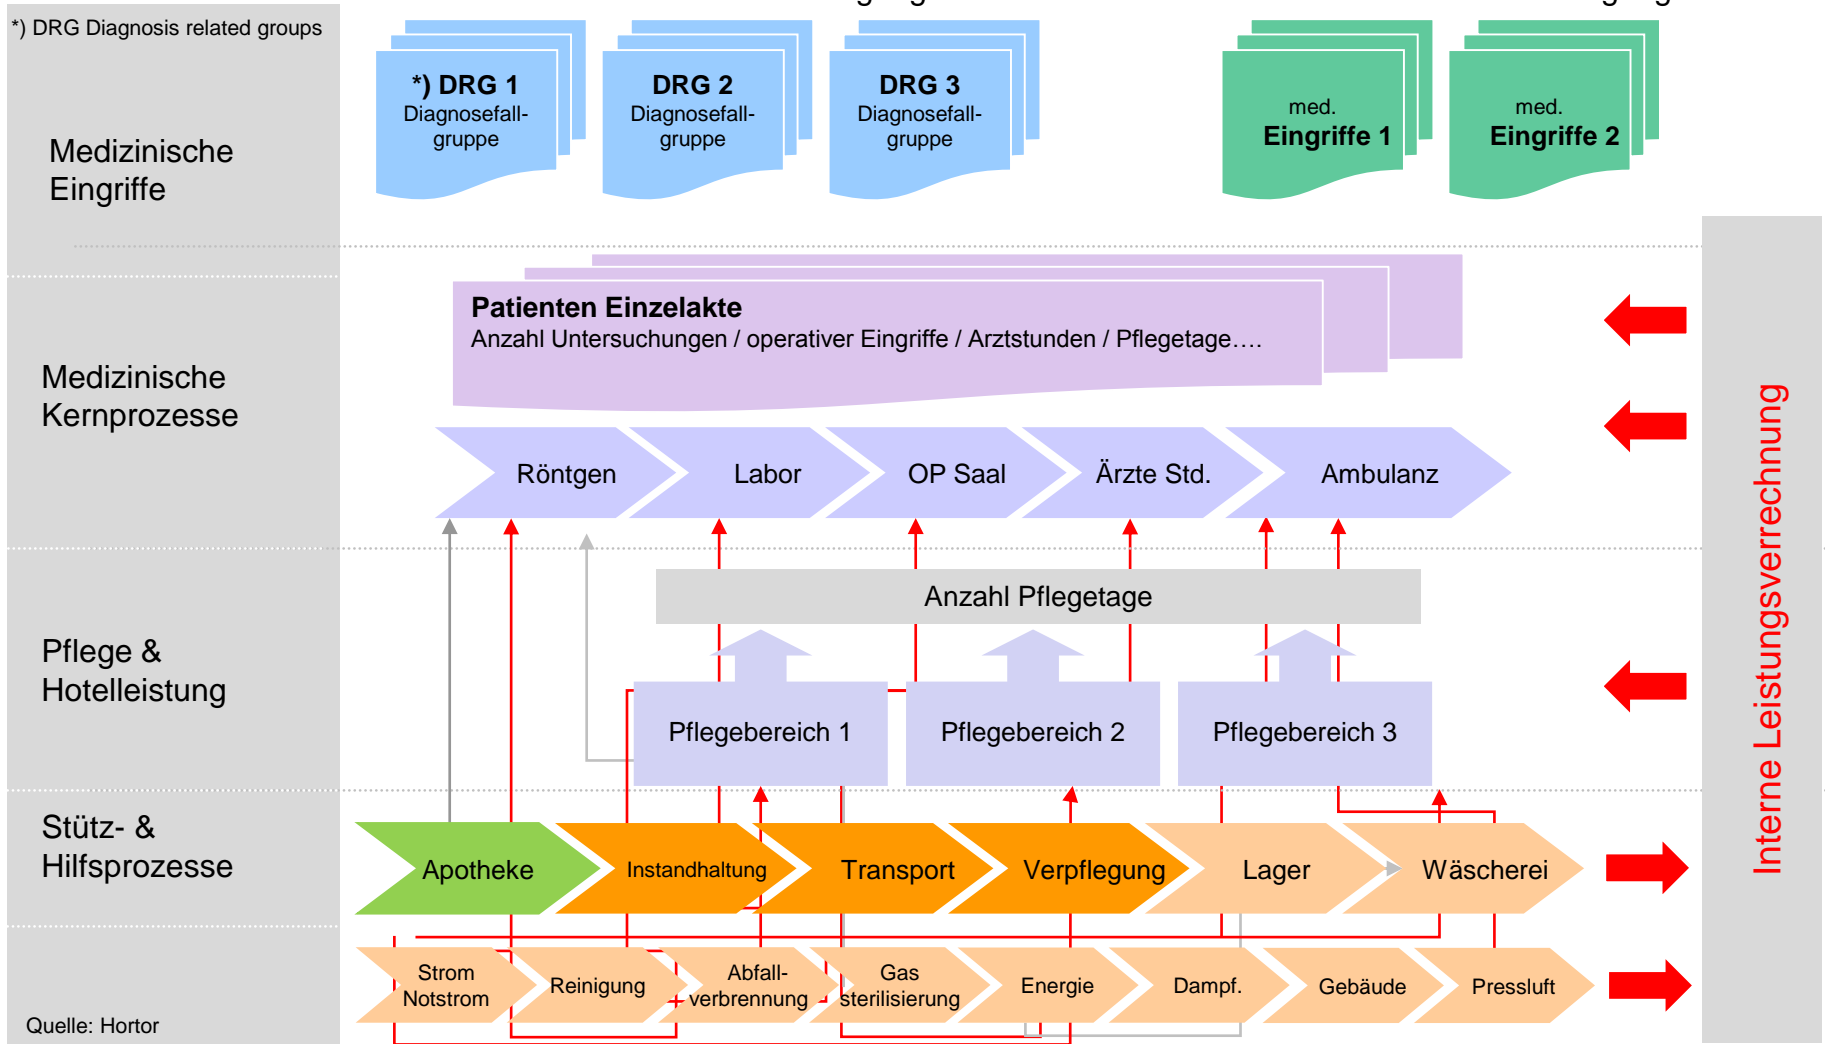 *) DRG Diagnosis related groups
*) DRG 1
Diagnosefall-
gruppe
DRG 2
Diagnosefall-
gruppe
DRG 3
Diagnosefall-
gruppe
med.
Eingriffe 1
med.
Eingriffe 2
Medizinische
Eingriffe
Patienten Einzelakte
Anzahl Untersuchungen / operativer Eingriffe / Arztstunden / Pflegetage....
Medizinische
Kernprozesse
Röntgen
Labor
OP Saal
Ärzte Std.
Ambulanz
Interne Leistungsverrechnung
Anzahl Pflegetage
Pflege &
Hotelleistung
Pflegebereich 1
Pflegebereich 2
Pflegebereich 3
Stütz- &
Hilfsprozesse
Apotheke
Instandhaltung
Transport
Verpflegung
Lager
Wäscherei
Strom
Notstrom
Reinigung
Abfall-
verbrennung
Gas
sterilisierung
Energie
Dampf.
Gebäude
Pressluft
Quelle: Hortor